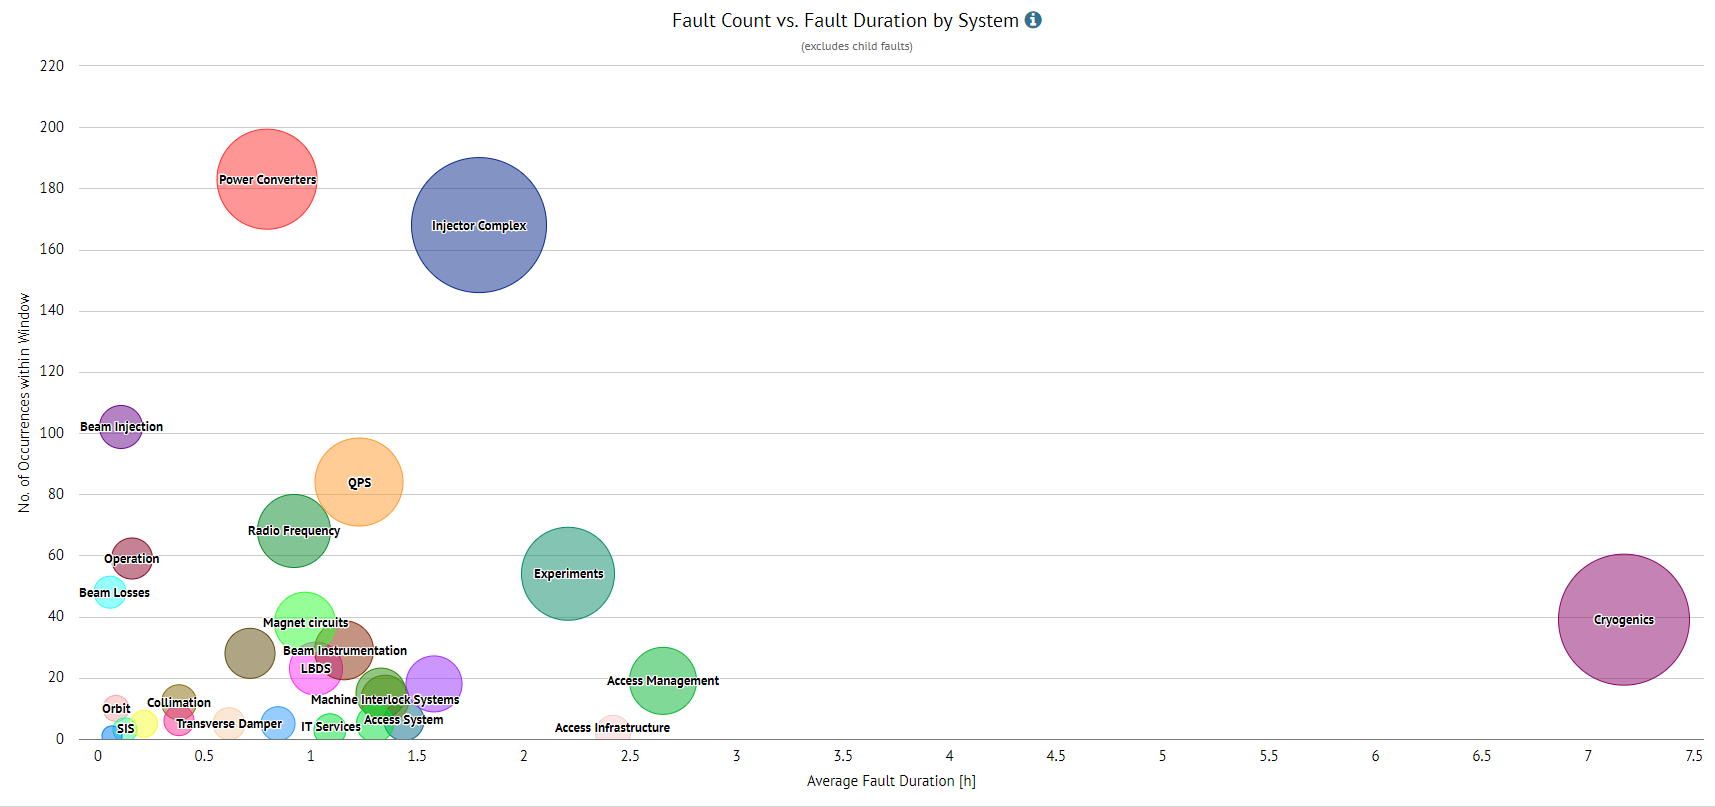 Fault Count vs. Fault Duration by System
(excludes child faults)
220
200
180
160
140
120
100
80
60
40
20
0
No. of Occurrences within Window
Power Converters
Injector Complex
Beam Injection
QPS
Radio Frequency
Operation
Experiments
Beam Losses
Cryogenics
Magnet circuits
Beam Instrumentation
LBDS
Access Management
Machine Interlock Systems
Collimation
Orbit
Access System
Transverse Damper
IT Services
Access Infrastructure
SIS
0 0.5 1 1.5 2 2.5 3 3.5 4 4.5 5 5.5 6 6.5 7 7.5
Average Fault Duration [h]